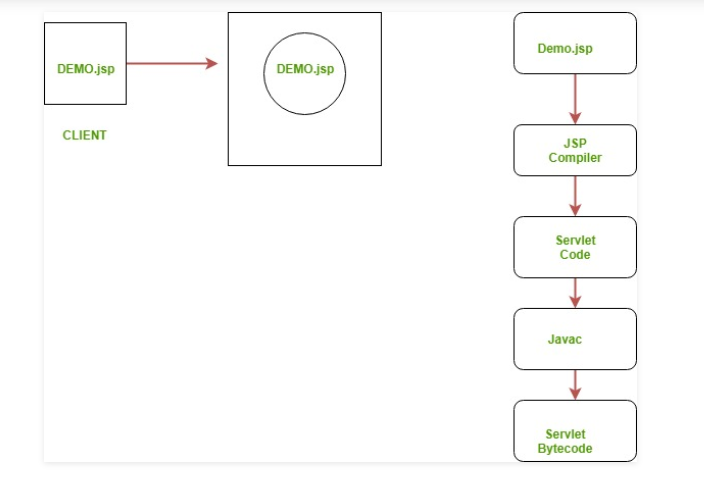 DEMO.jsp
CLIENT
DEMO.jsp
Demo.jsp
JSP
Compiler
Servlet
Code
Javac
Servlet
Bytecode